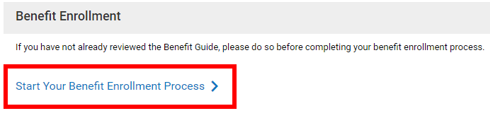 Benefit Enrollment
If you have not already reviewed the Benefit Guide, please do so before completing your benefit enrollment process.
Start Your Benefit Enrollment Process